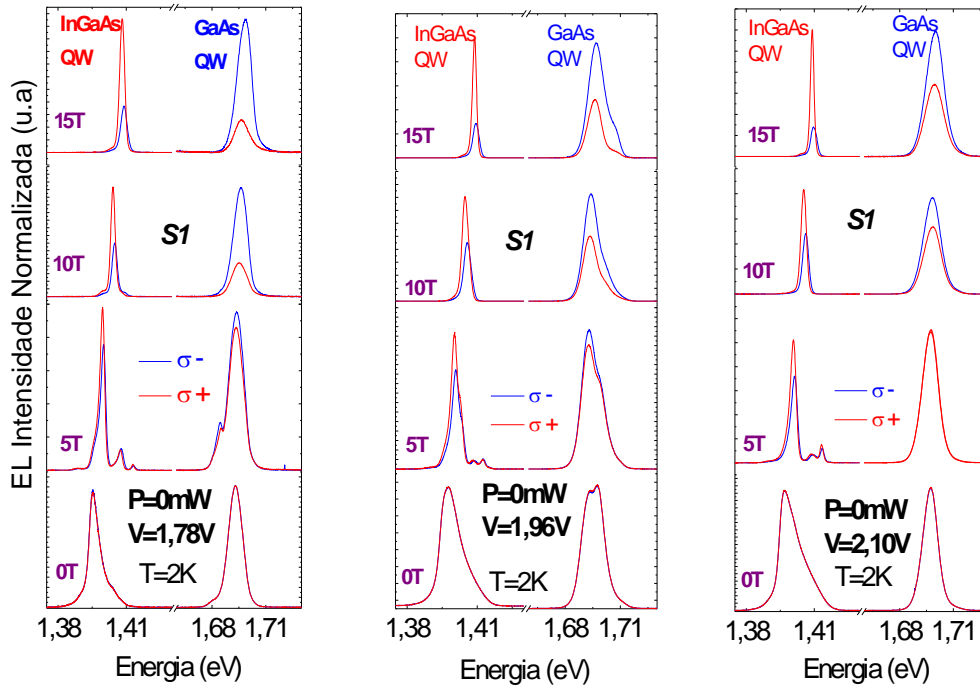 EL Intensidade Normalizada (u.a)
InGaAs GaAs
QW QW
15T
10T
S1
σ -
σ +
5T
P=0mW
V=1,78V
0T
T=2K
1,38 1,41 1,68 1,71
Energia (eV)
InGaAs GaAs
QW QW
15T
10T
S1
σ -
σ +
5T
P=0mW
V=1,96V
0T
T=2K
1,38 1,41 1,68 1,71
Energia (eV)
InGaAs GaAs
QW QW
15T
S1
10T
σ -
σ +
5T
P=0mW
V=2,10V
0T
T=2K
1,38 1,41 1,68 1,71
Energia (eV)